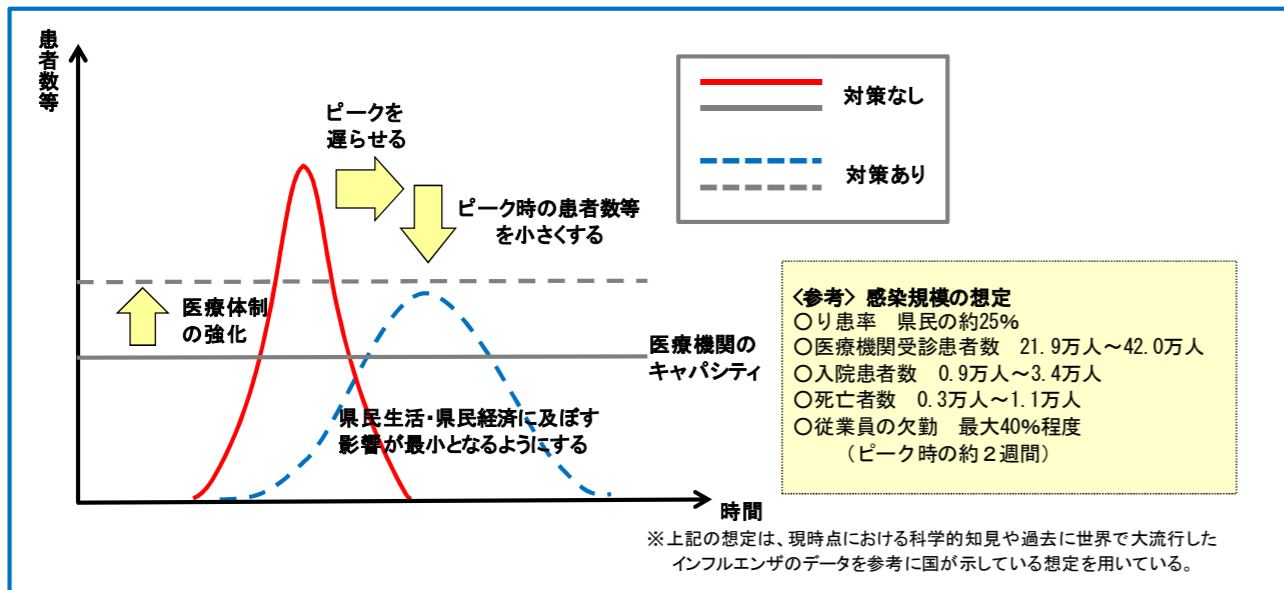 患者数等
ピークを
遅らせる
ピーク時の患者数等
を小さくする
対策なし
対策あり
医療体制
の強化
医療機関の
キャパシティ
県民生活・県民経済に及ぼす
影響が最小となるようにする
時間
<参考> 感染規模の想定
○り患率　県民の約25%
○医療機関受診患者数　21.9万人～42.0万人
○入院患者数　0.9万人～3.4万人
○死亡者数　0.3万人～1.1万人
○従業員の欠勤　最大40%程度
（ピーク時の約２週間）
※上記の想定は、現時点における科学的知見や過去に世界で大流行した
インフルエンザのデータを参考に国が示している想定を用いている。